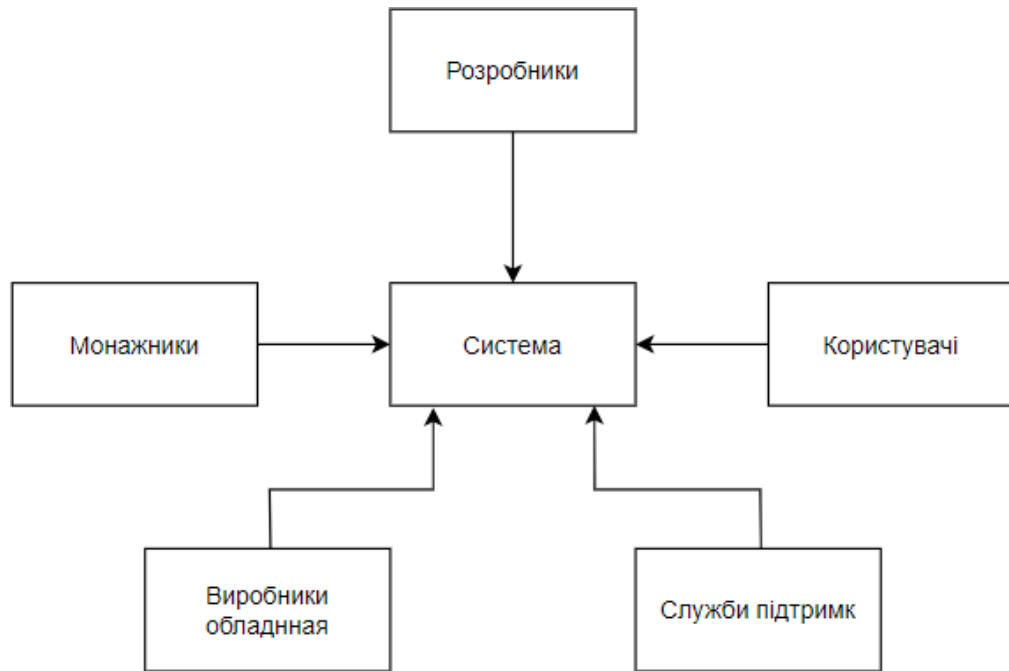 Розробники
Монажники
Система
Користувачі
Виробники
обладнная
Служби підтримк